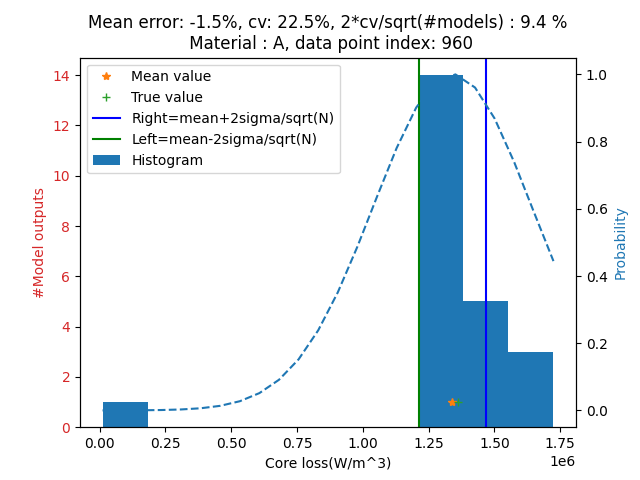 Mean error: -1.5%, cv: 22.5%, 2*cv/sqrt(#models) : 9.4 %
Material : A, data point index: 960
Mean value
True value
Right=mean+2sigma/sqrt(N)
Left=mean-2sigma/sqrt(N)
Histogram
14
12
10
8
6
4
2
0
#Model outputs
1.0
0.8
0.6
0.4
0.2
0.0
Probability
0.00 0.25 0.50 0.75 1.00 1.25 1.50 1.75
1e6
Core loss(W/m^3)